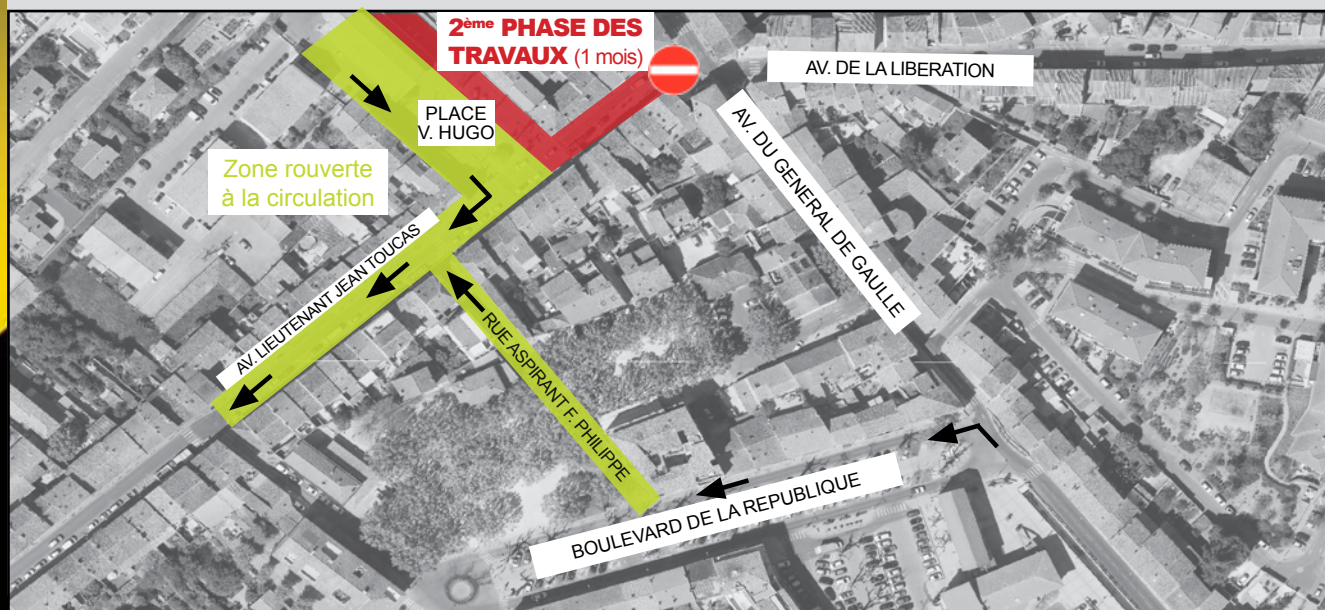 2ème PHASE DES
TRAVAUX (1 mois)
AV. DE LA LIBERATION
PLACE
V. HUGO
AV. DU GENERAL DE GAULLE
Zone rouverte
à la circulation
AV. LIEUTENANT JEAN TOUCAS
RUE ASPIRANT F. PHILIPPE
BOULEVARD DE LA REPUBLIQUE